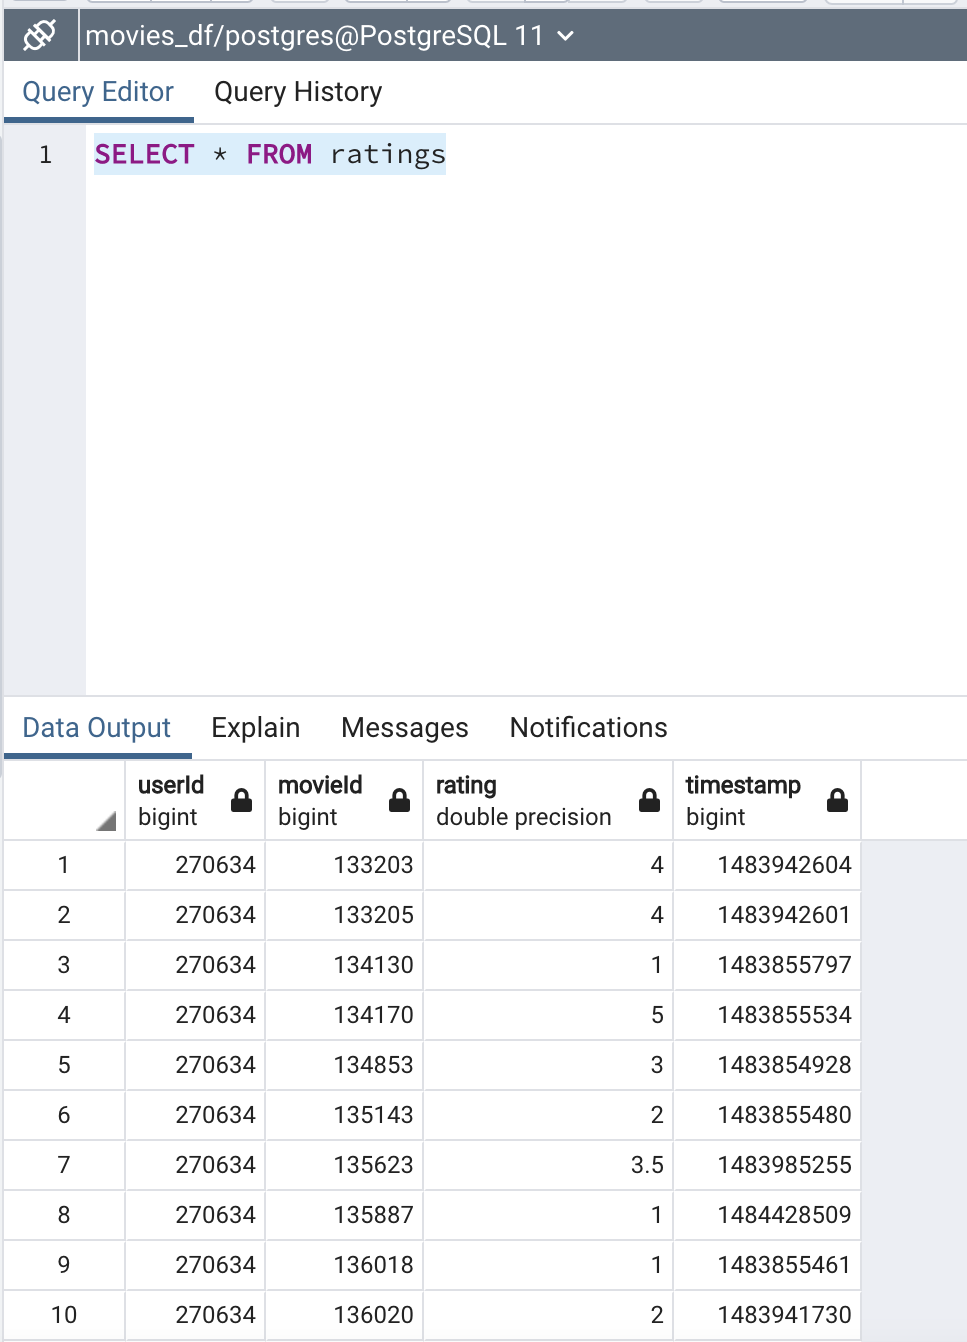 movies_df/postgres@PostgreSQL 11
Query Editor Query History
1 SELECT * FROM ratings
Data Output Explain Messages Notifications
userId movieId rating timestamp
bigint bigint double precision bigint
1 270634 133203 4 1483942604
2 270634 133205 4 1483942601
3 270634 134130 1 1483855797
4 270634 134170 5 1483855534
5 270634 134853 3 1483854928
6 270634 135143 2 1483855480
7 270634 135623 3.5 1483985255
8 270634 135887 1 1484428509
9 270634 136018 1 1483855461
10 270634 136020 2 1483941730